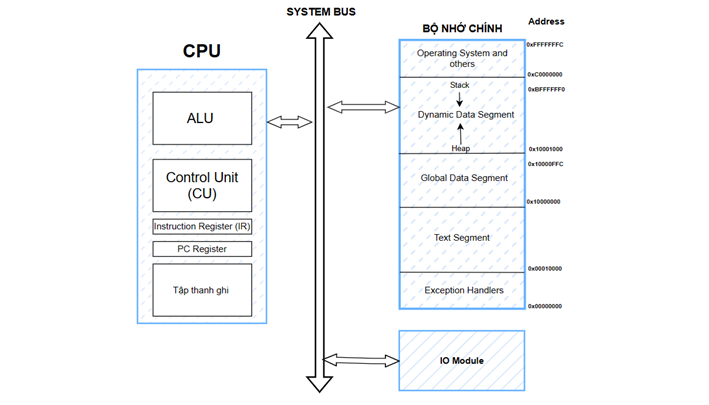 SYSTEM BUS
CPU
ALU
Control Unit
(CU)
Instruction Register (IR)
PC Register
Tập thanh ghi
BỘ NHỚ CHÍNH
Address
0xFFFFFFFC
Operating System and
others
0xC0000000
0xBFFFFFF0
Stack
Dynamic Data Segment
Heap
0x10001000
0x10000FFC
Global Data Segment
0x10000000
Text Segment
0x00010000
Exception Handlers
0x00000000
IO Module